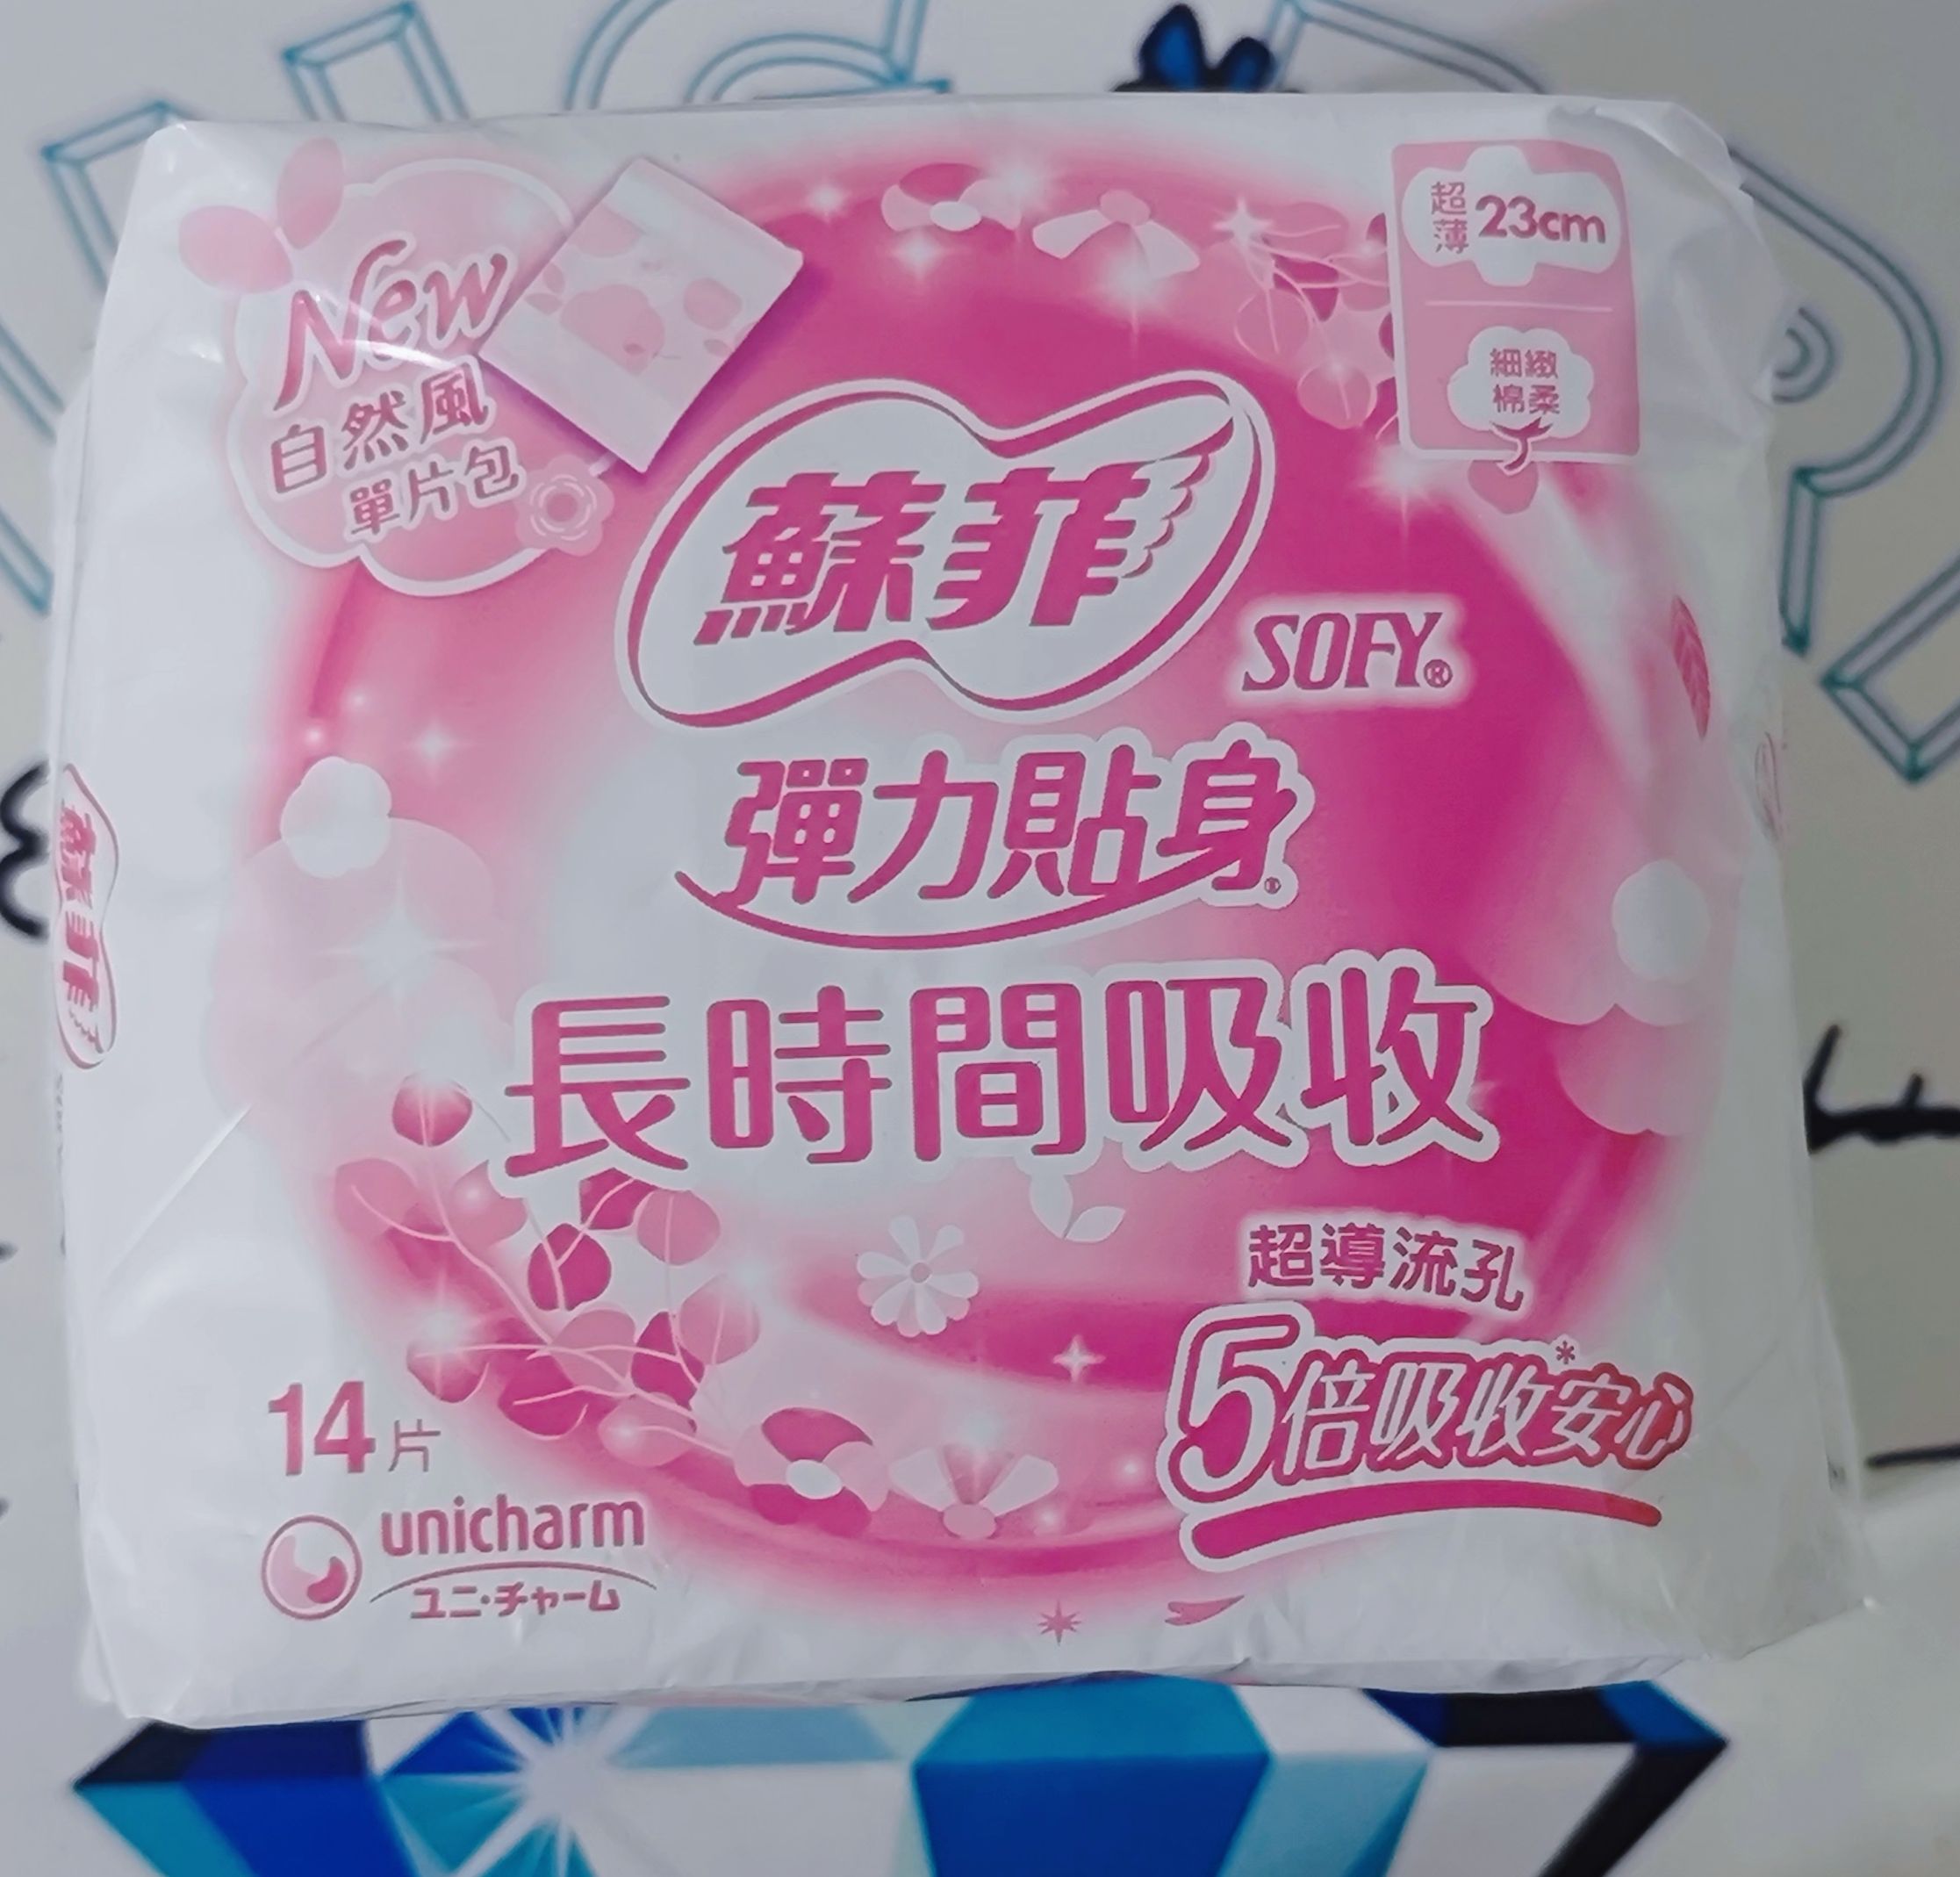 New
自然風
單片包
超薄 23cm
細緻
棉柔
蘇菲
SOFY®
彈力貼身®
長時間吸收
超導流孔
5倍吸收*安心
14片
unicharm
ユニ・チャーム
蘇菲